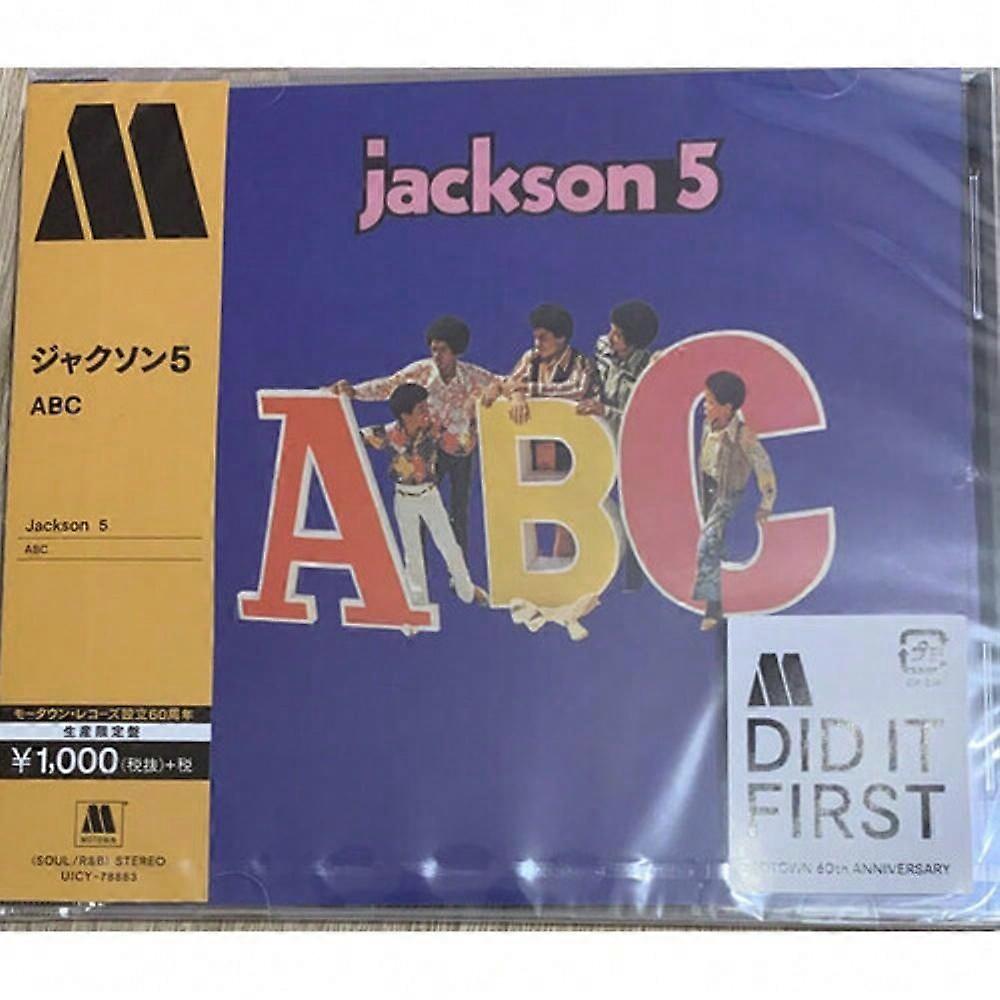 jackson 5
ABC
ジャクソン5
ABC
Jackson 5
ABC
モータウン・レコーズ設立60周年
生産限定盤
¥1,000(税抜)+税
MOTOWN
(SOUL/R&B) STEREO
UICY-78883
DID IT
FIRST
MOTOWN 60th ANNIVERSARY